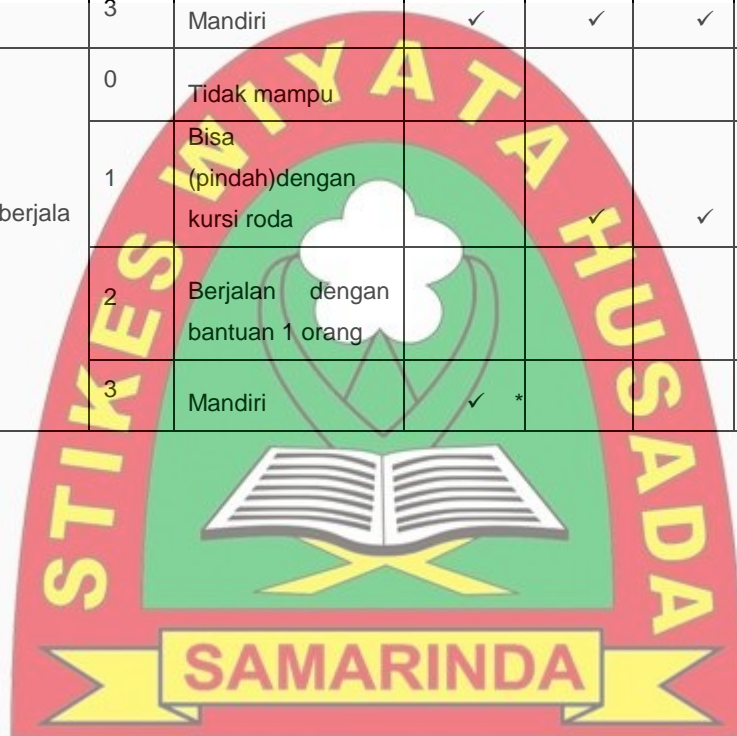 3 Mandiri ✓ ✓ ✓
0 Tidak mampu
Bisa
1 (pindah)dengan
berjala kursi roda ✓ ✓
2 Berjalan dengan
bantuan 1 orang
3 Mandiri ✓ *
STIKES WIYATA HUSADA
SAMARINDA